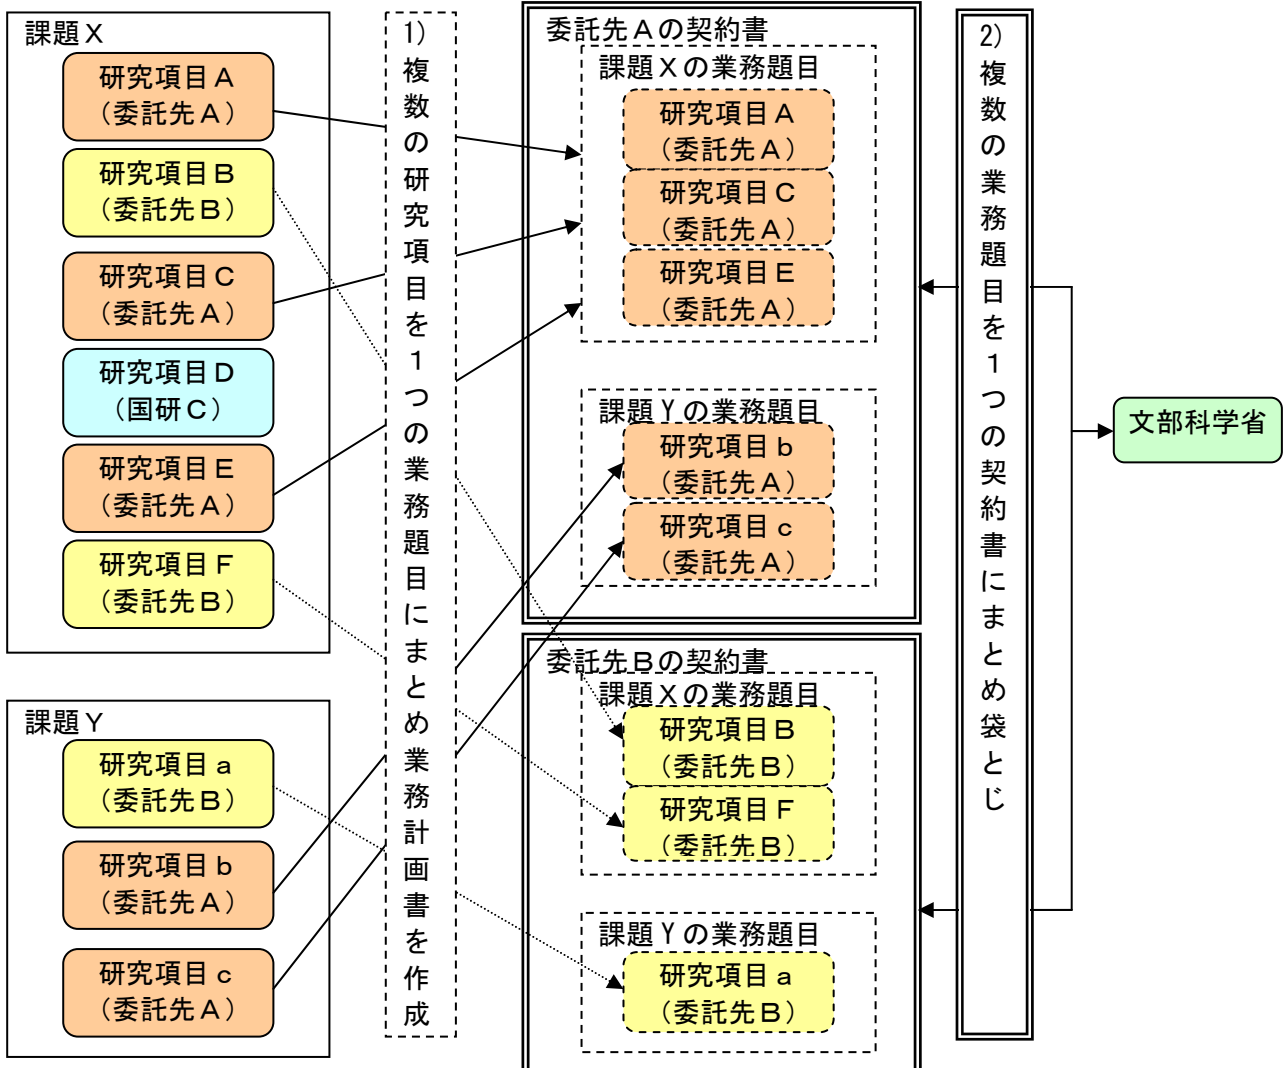 課題Ｘ
研究項目Ａ
（委託先Ａ）
研究項目Ｂ
（委託先Ｂ）
研究項目Ｃ
（委託先Ａ）
研究項目Ｄ
（国研Ｃ）
研究項目Ｅ
（委託先Ａ）
研究項目Ｆ
（委託先Ｂ）
課題Ｙ
研究項目ａ
（委託先Ｂ）
研究項目ｂ
（委託先Ａ）
研究項目ｃ
（委託先Ａ）
1)複数の研究項目を１つの業務題目にまとめ業務計画書を作成
委託先Ａの契約書
課題Ｘの業務題目
研究項目Ａ
（委託先Ａ）
研究項目Ｃ
（委託先Ａ）
研究項目Ｅ
（委託先Ａ）
課題Ｙの業務題目
研究項目ｂ
（委託先Ａ）
研究項目ｃ
（委託先Ａ）
委託先Ｂの契約書
課題Ｘの業務題目
研究項目Ｂ
（委託先Ｂ）
研究項目Ｆ
（委託先Ｂ）
課題Ｙの業務題目
研究項目ａ
（委託先Ｂ）
2)複数の業務題目を１つの契約書にまとめ袋とじ
文部科学省